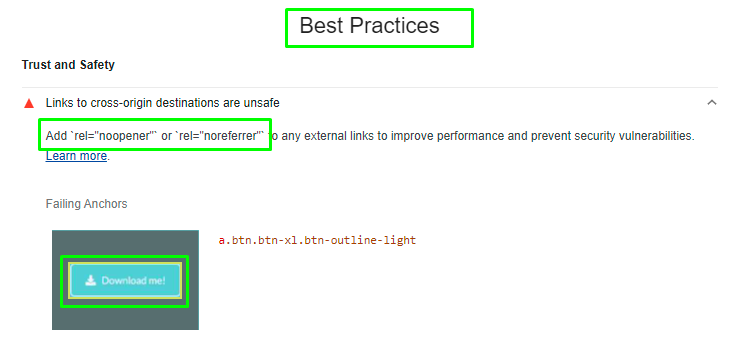 Best Practices
Trust and Safety
Links to cross-origin destinations are unsafe
Add `rel="noopener"` or `rel="noreferrer"` to any external links to improve performance and prevent security vulnerabilities.
Learn more.
Failing Anchors
a.btn.btn-xl.btn-outline-light
Download me!